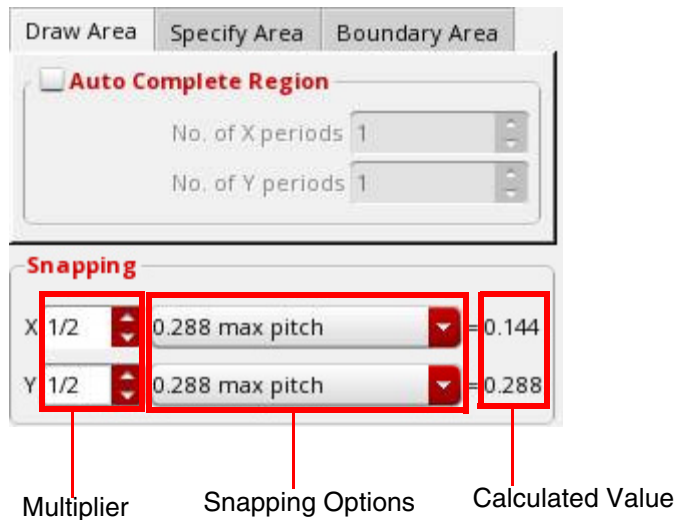 Draw Area Specify Area Boundary Area
Auto Complete Region
No. of X periods 1
No. of Y periods 1
Snapping
X 1/2 0.288 max pitch =0.144
Y 1/2 0.288 max pitch =0.288
Multiplier Snapping Options Calculated Value